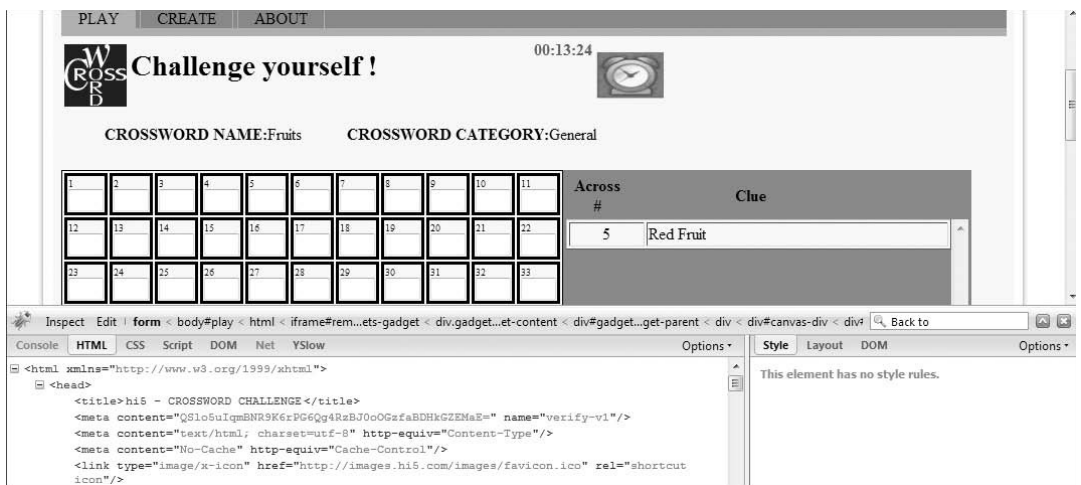 PLAY CREATE ABOUT
00:13:24
CROSS WORD
Challenge yourself !
CROSSWORD NAME:Fruits CROSSWORD CATEGORY:General
Across # Clue
1 2 3 4 5 6 7 8 9 10 11
12 13 14 15 16 17 18 19 20 21 22
5 Red Fruit
23 24 25 26 27 28 29 30 31 32 33
Inspect Edit form < body#play < html < iframe#rem...ets-gadget < div.gadget...et-content < div#gadget...get-parent < div < div#canvas-div < div# Back to
Console HTML CSS Script DOM Net YSlow Options
Style Layout DOM Options
<html xmlns="http://www.w3.org/1999/xhtml">
This element has no style rules.
<head>
<title>hi5 - CROSSWORD CHALLENGE</title>
<meta content="QSlo5uIqmBNR9K6rPG6Qg4RzBJ0oOGzfaBDHkGZEMaE=" name="verify-v1"/>
<meta content="text/html; charset=utf-8" http-equiv="Content-Type"/>
<meta content="No-Cache" http-equiv="Cache-Control"/>
<link type="image/x-icon" href="http://images.hi5.com/images/favicon.ico" rel="shortcut
icon"/>